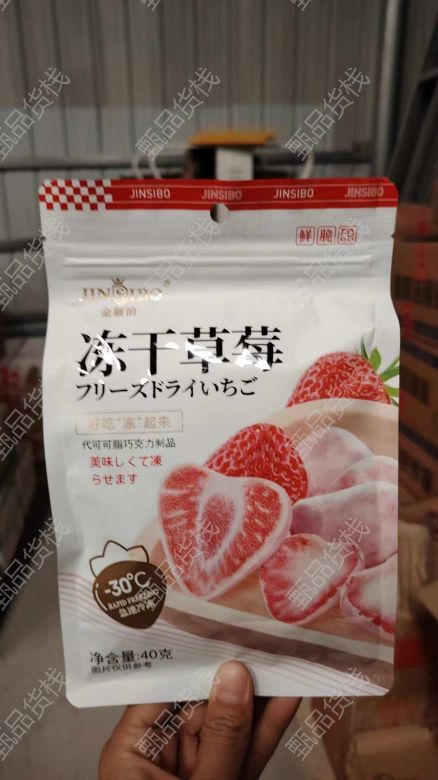 JINSIBO JINSIBO JINSIBO JINSIBO
鲜 脆 FD
JINSIBO®
金斯泊
冻干草莓
フリーズドライいちご
好吃“冻”起来
代可可脂巧克力制品
美味しくて凍
らせます
-30℃
RAPID FREEZING
急速冷冻
净含量:40克
图片仅供参考
甄品货栈